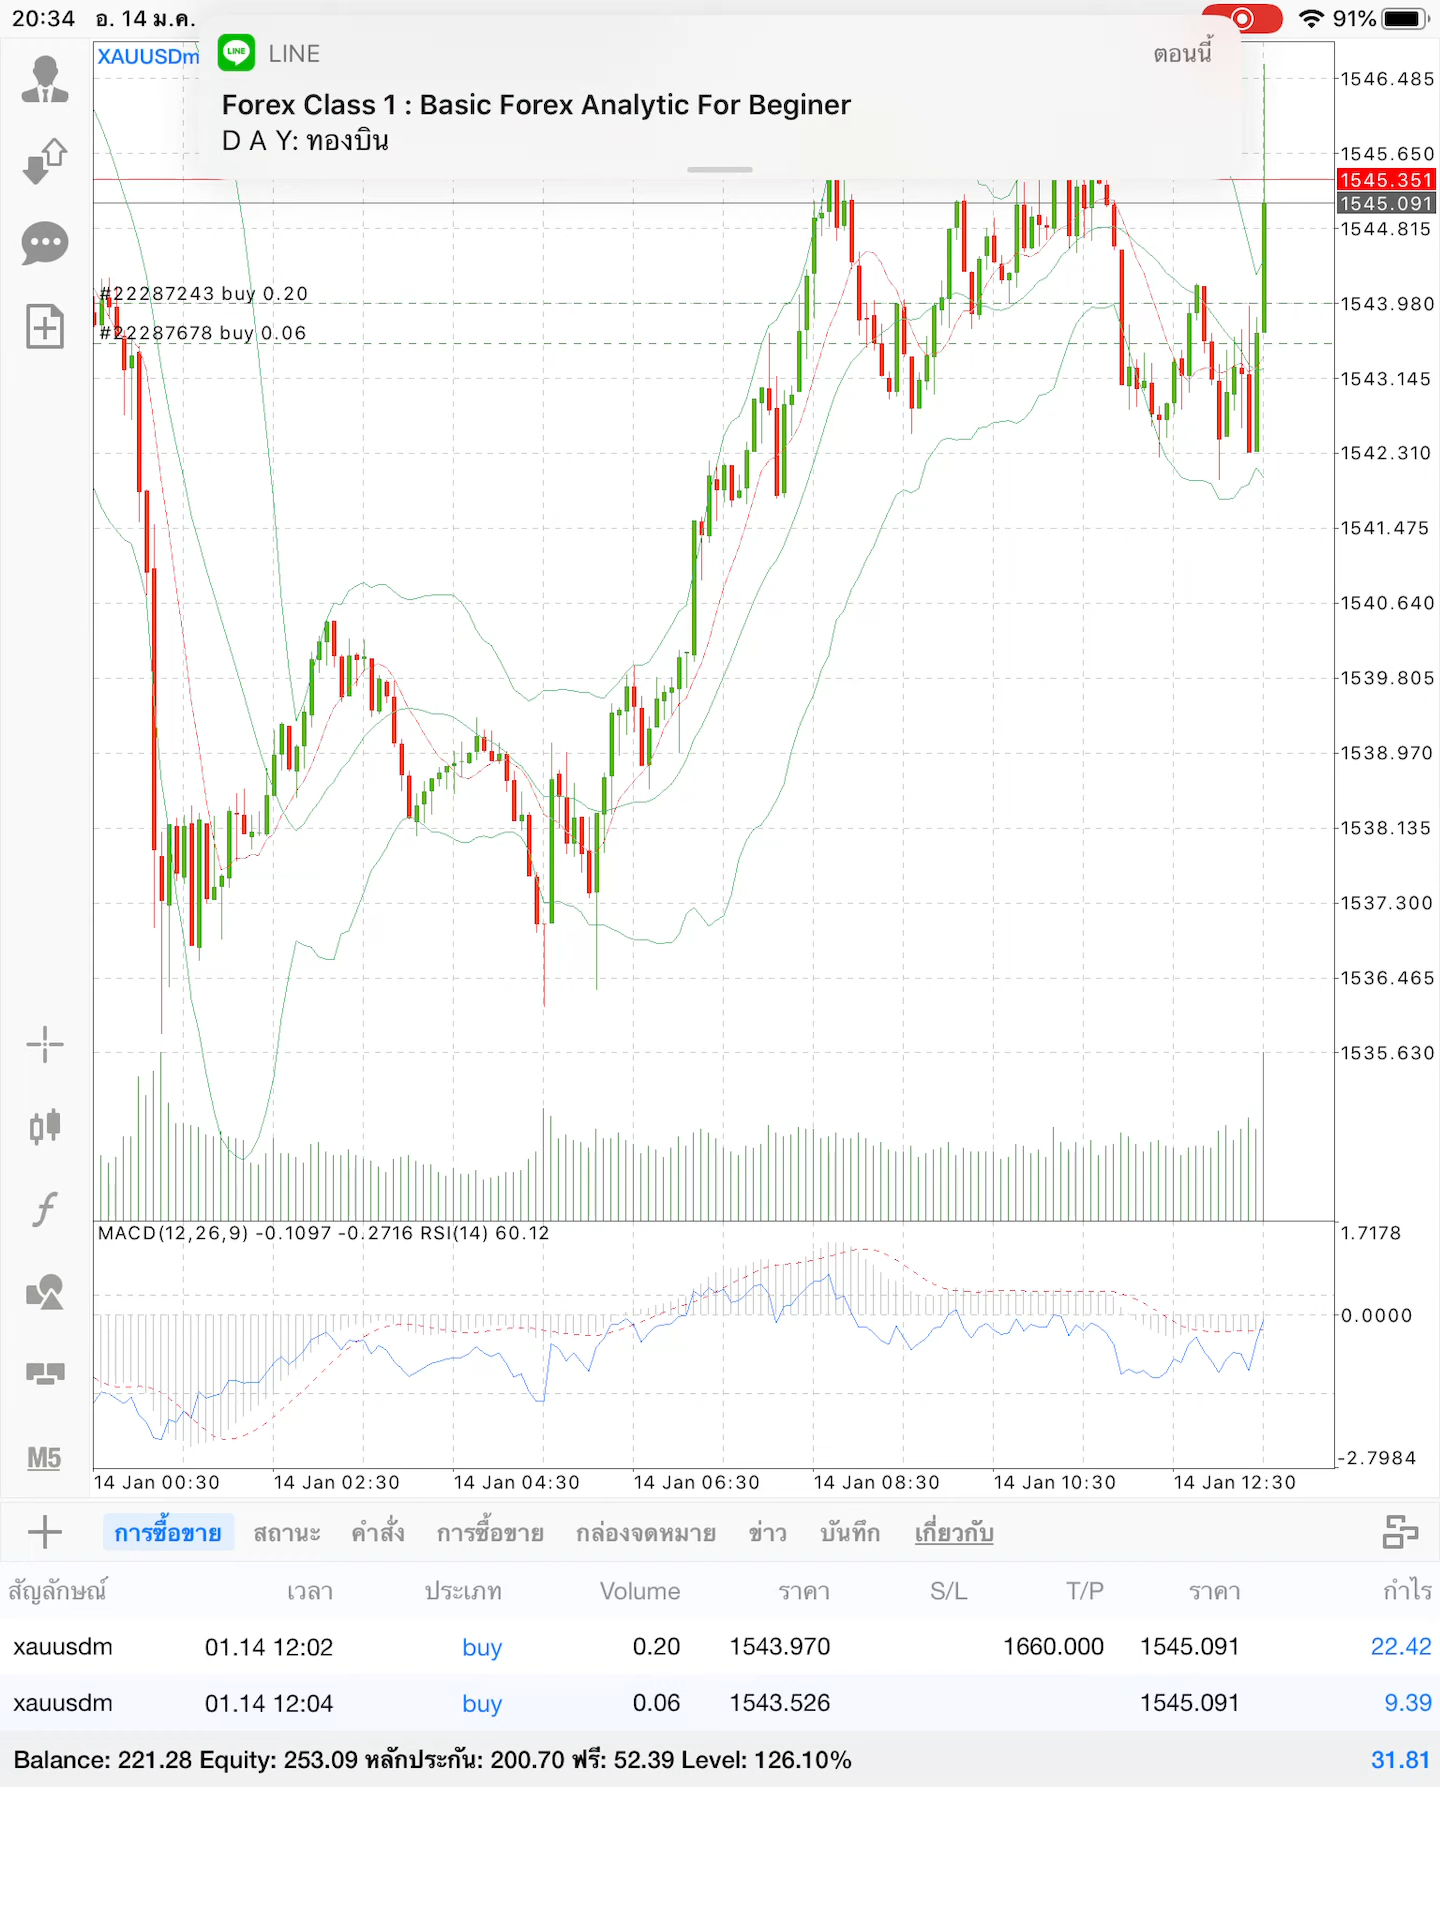 20:34 อ. 14 ม.ค. 91%
XAUUSDm
LINE ตอนนี้
Forex Class 1 : Basic Forex Analytic For Beginer
D A Y: ทองบิน
1546.485
1545.650
1545.351
1545.091
1544.815
#22287243 buy 0.20
1543.980
#22287678 buy 0.06
1543.145
1542.310
1541.475
1540.640
1539.805
1538.970
1538.135
1537.300
1536.465
1535.630
MACD(12,26,9) -0.1097 -0.2716 RSI(14) 60.12
1.7178
0.0000
-2.7984
M5
14 Jan 00:30 14 Jan 02:30 14 Jan 04:30 14 Jan 06:30 14 Jan 08:30 14 Jan 10:30 14 Jan 12:30
การซื้อขาย สถานะ คำสั่ง การซื้อขาย กล่องจดหมาย ข่าว บันทึก เกี่ยวกับ
สัญลักษณ์ เวลา ประเภท Volume ราคา S/L T/P ราคา กำไร
xauusdm 01.14 12:02 buy 0.20 1543.970 1660.000 1545.091 22.42
xauusdm 01.14 12:04 buy 0.06 1543.526 1545.091 9.39
Balance: 221.28 Equity: 253.09 หลักประกัน: 200.70 ฟรี: 52.39 Level: 126.10% 31.81